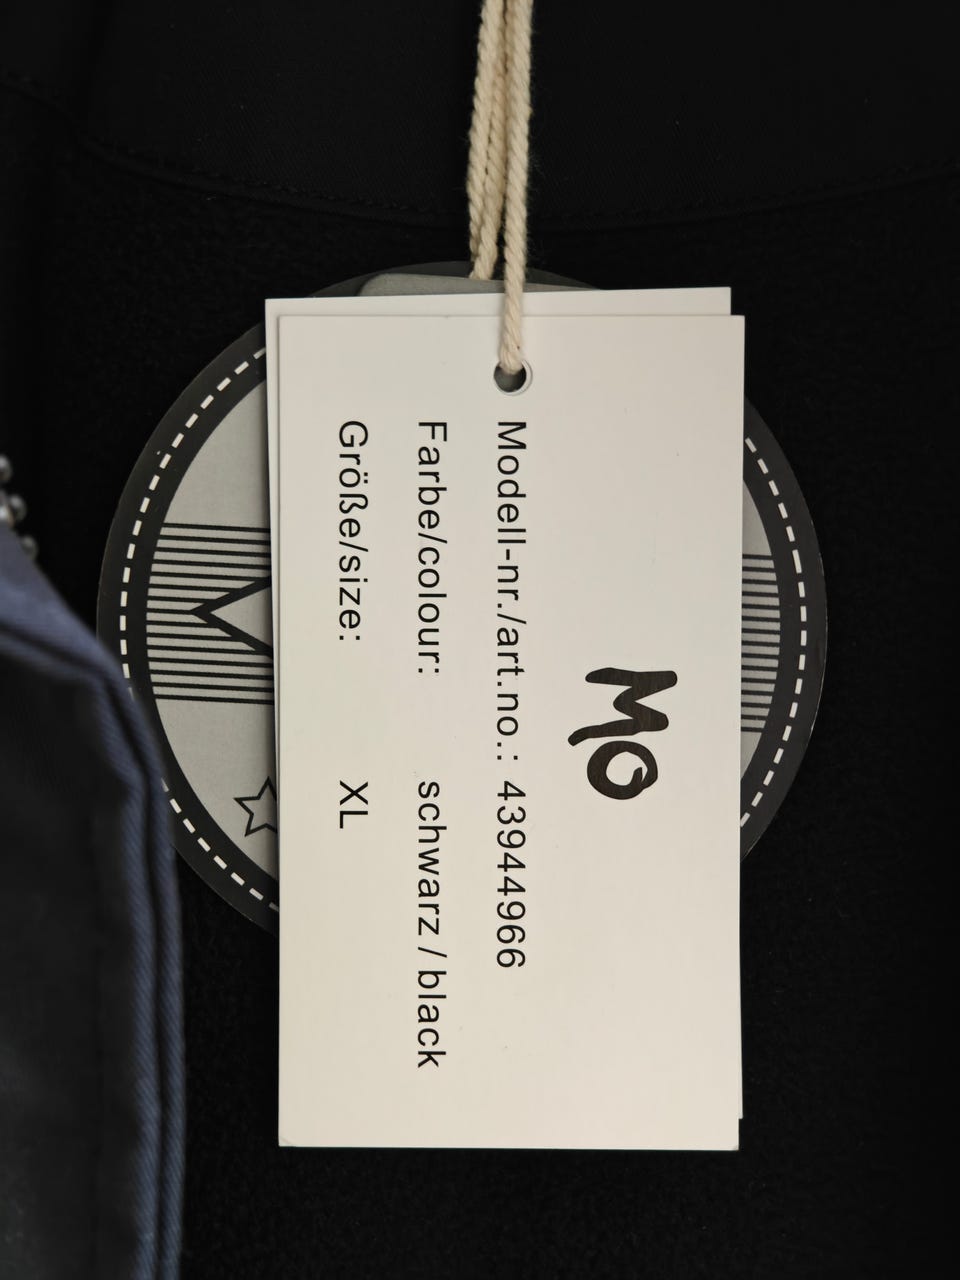 Mo
Modell-nr./art.no.: 43944966
Farbe/colour: schwarz / black
Größe/size: XL